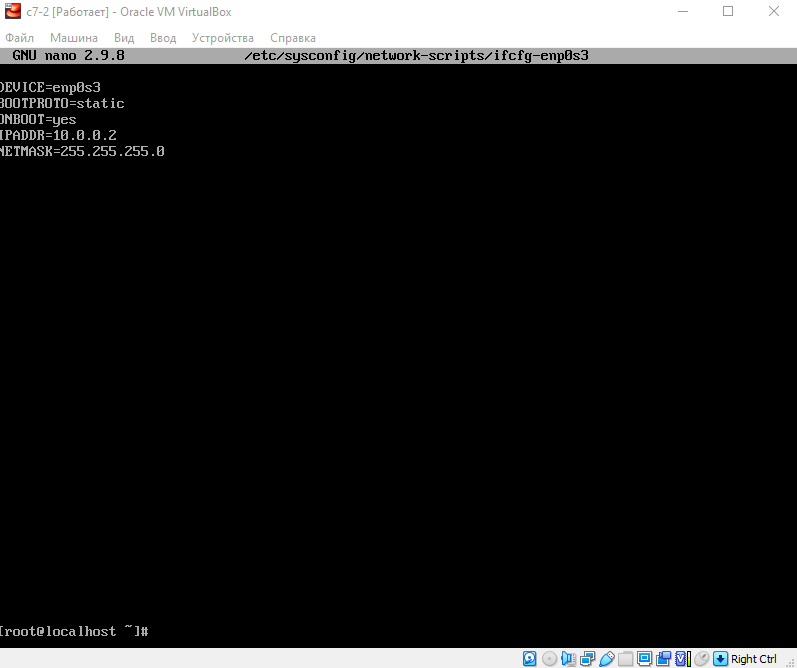 c7-2 [Работает] - Oracle VM VirtualBox
Файл Машина Вид Ввод Устройства Справка
GNU nano 2.9.8 /etc/sysconfig/network-scripts/ifcfg-enp0s3
DEVICE=enp0s3
BOOTPROTO=static
ONBOOT=yes
IPADDR=10.0.0.2
NETMASK=255.255.255.0
[root@localhost ~]#
Right Ctrl